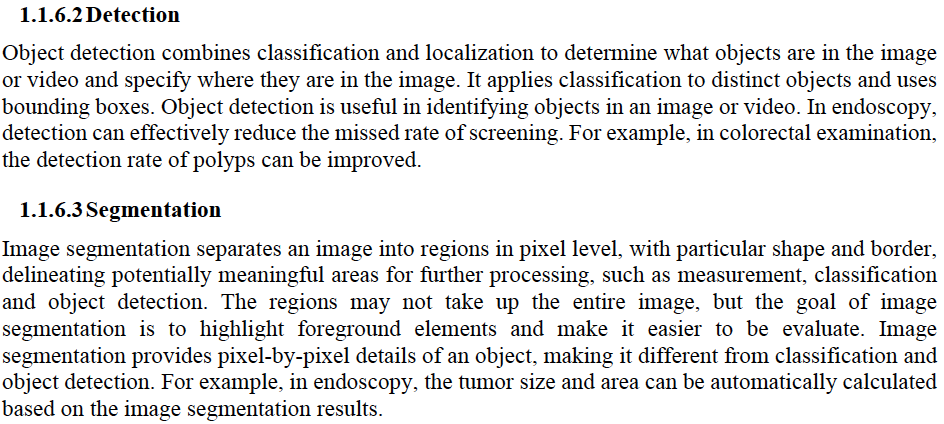 1.1.6.2 Detection
Object detection combines classification and localization to determine what objects are in the image
or video and specify where they are in the image. It applies classification to distinct objects and uses
bounding boxes. Object detection is useful in identifying objects in an image or video. In endoscopy,
detection can effectively reduce the missed rate of screening. For example, in colorectal examination,
the detection rate of polyps can be improved.
1.1.6.3 Segmentation
Image segmentation separates an image into regions in pixel level, with particular shape and border,
delineating potentially meaningful areas for further processing, such as measurement, classification
and object detection. The regions may not take up the entire image, but the goal of image
segmentation is to highlight foreground elements and make it easier to be evaluate. Image
segmentation provides pixel-by-pixel details of an object, making it different from classification and
object detection. For example, in endoscopy, the tumor size and area can be automatically calculated
based on the image segmentation results.